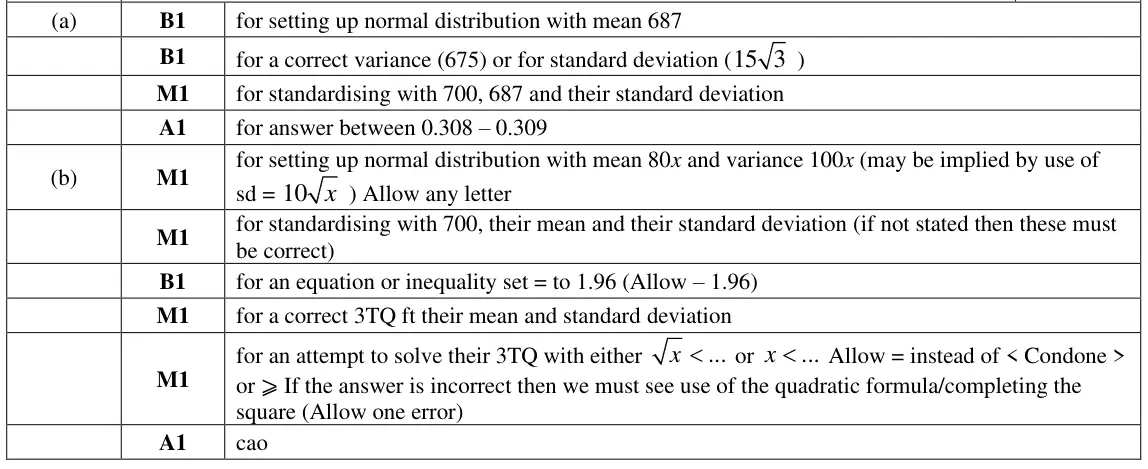 (a) B1 for setting up normal distribution with mean 687
B1 for a correct variance (675) or for standard deviation (15√3 )
M1 for standardising with 700, 687 and their standard deviation
A1 for answer between 0.308 – 0.309
(b) M1 for setting up normal distribution with mean 80x and variance 100x (may be implied by use of
sd = 10√x ) Allow any letter
M1 for standardising with 700, their mean and their standard deviation (if not stated then these must
be correct)
B1 for an equation or inequality set = to 1.96 (Allow – 1.96)
M1 for a correct 3TQ ft their mean and standard deviation
M1 for an attempt to solve their 3TQ with either √x < ... or x < ... Allow = instead of < Condone >
or ⩾ If the answer is incorrect then we must see use of the quadratic formula/completing the
square (Allow one error)
A1 cao